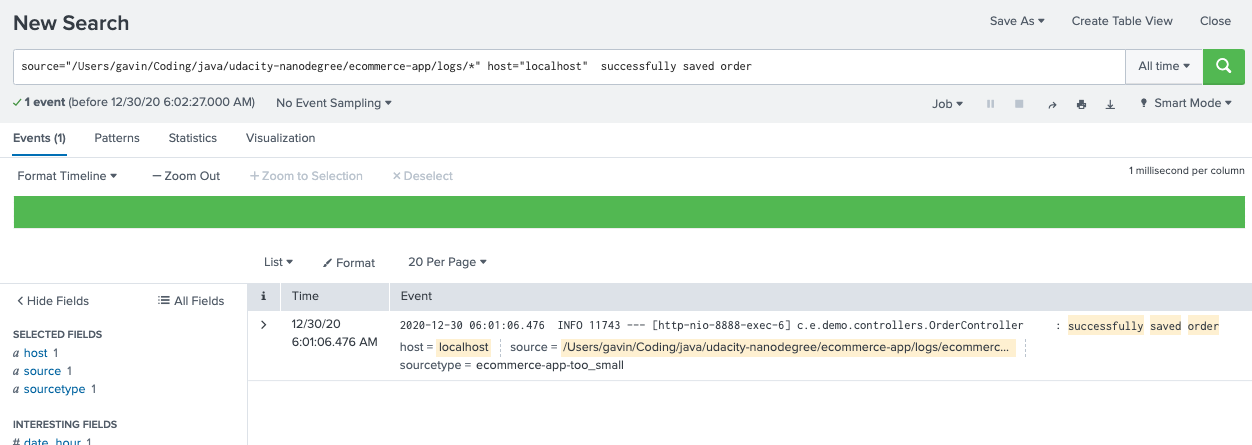 New Search
Save As ▾ Create Table View Close
source="/Users/gavin/Coding/java/udacity-nanodegree/ecommerce-app/logs/*" host="localhost"  successfully saved order
All time ▾
✓ 1 event (before 12/30/20 6:02:27.000 AM) No Event Sampling ▾
Job ▾ Smart Mode ▾
Events (1) Patterns Statistics Visualization
Format Timeline ▾ — Zoom Out + Zoom to Selection × Deselect
1 millisecond per column
List ▾ Format 20 Per Page ▾
< Hide Fields All Fields
i Time Event
SELECTED FIELDS
a host 1
a source 1
a sourcetype 1
INTERESTING FIELDS
# date_hour 1
> 12/30/20
6:01:06.476 AM
2020-12-30 06:01:06.476  INFO 11743 --- [http-nio-8888-exec-6] c.e.demo.controllers.OrderController     : successfully saved order
host = localhost source = /Users/gavin/Coding/java/udacity-nanodegree/ecommerce-app/logs/ecommerc...
sourcetype = ecommerce-app-too_small